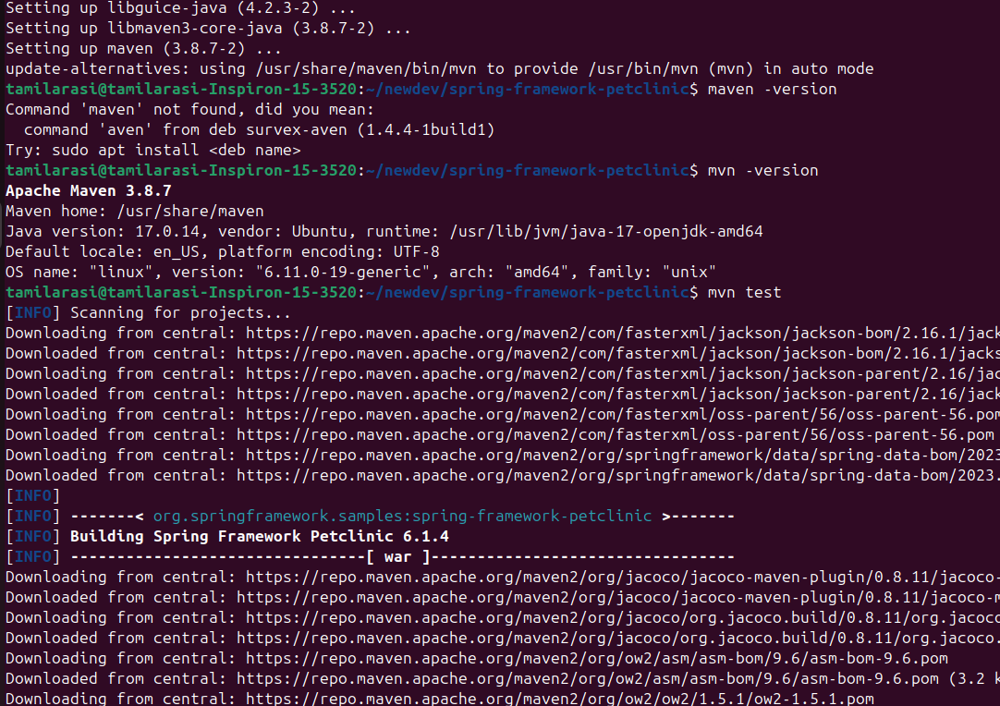 Setting up libguice-java (4.2.3-2) ...
Setting up libmaven3-core-java (3.8.7-2) ...
Setting up maven (3.8.7-2) ...
update-alternatives: using /usr/share/maven/bin/mvn to provide /usr/bin/mvn (mvn) in auto mode
tamilarasi@tamilarasi-Inspiron-15-3520:~/newdev/spring-framework-petclinic$ maven -version
Command 'maven' not found, did you mean:
  command 'aven' from deb survex-aven (1.4.4-1build1)
Try: sudo apt install <deb name>
tamilarasi@tamilarasi-Inspiron-15-3520:~/newdev/spring-framework-petclinic$ mvn -version
Apache Maven 3.8.7
Maven home: /usr/share/maven
Java version: 17.0.14, vendor: Ubuntu, runtime: /usr/lib/jvm/java-17-openjdk-amd64
Default locale: en_US, platform encoding: UTF-8
OS name: "linux", version: "6.11.0-19-generic", arch: "amd64", family: "unix"
tamilarasi@tamilarasi-Inspiron-15-3520:~/newdev/spring-framework-petclinic$ mvn test
[INFO] Scanning for projects...
Downloading from central: https://repo.maven.apache.org/maven2/com/fasterxml/jackson/jackson-bom/2.16.1/jack
Downloaded from central: https://repo.maven.apache.org/maven2/com/fasterxml/jackson/jackson-bom/2.16.1/jacks
Downloading from central: https://repo.maven.apache.org/maven2/com/fasterxml/jackson/jackson-parent/2.16/jac
Downloaded from central: https://repo.maven.apache.org/maven2/com/fasterxml/jackson/jackson-parent/2.16/jack
Downloading from central: https://repo.maven.apache.org/maven2/com/fasterxml/oss-parent/56/oss-parent-56.pom
Downloaded from central: https://repo.maven.apache.org/maven2/com/fasterxml/oss-parent/56/oss-parent-56.pom
Downloading from central: https://repo.maven.apache.org/maven2/org/springframework/data/spring-data-bom/2023
Downloaded from central: https://repo.maven.apache.org/maven2/org/springframework/data/spring-data-bom/2023.
[INFO]
[INFO] -------< org.springframework.samples:spring-framework-petclinic >-------
[INFO] Building Spring Framework Petclinic 6.1.4
[INFO] --------------------------------[ war ]---------------------------------
Downloading from central: https://repo.maven.apache.org/maven2/org/jacoco/jacoco-maven-plugin/0.8.11/jacoco-
Downloaded from central: https://repo.maven.apache.org/maven2/org/jacoco/jacoco-maven-plugin/0.8.11/jacoco-m
Downloading from central: https://repo.maven.apache.org/maven2/org/jacoco/org.jacoco.build/0.8.11/org.jacoc
Downloaded from central: https://repo.maven.apache.org/maven2/org/jacoco/org.jacoco.build/0.8.11/org.jacoco.
Downloading from central: https://repo.maven.apache.org/maven2/org/ow2/asm/asm-bom/9.6/asm-bom-9.6.pom
Downloaded from central: https://repo.maven.apache.org/maven2/org/ow2/asm/asm-bom/9.6/asm-bom-9.6.pom (3.2 k
Downloading from central: https://repo.maven.apache.org/maven2/org/ow2/ow2/1.5.1/ow2-1.5.1.pom